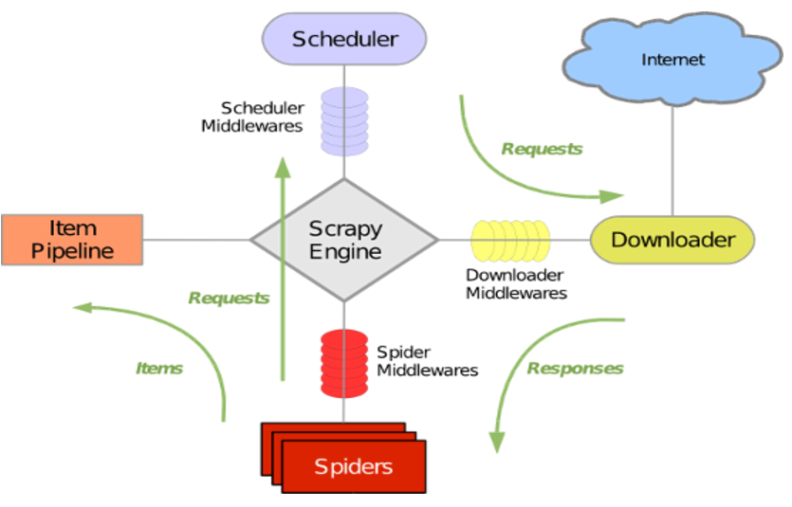 Scheduler
Internet
Scheduler
Middlewares
Requests
Item
Pipeline
Scrapy
Engine
Downloader
Downloader
Middlewares
Requests
Spider
Middlewares
Items
Responses
Spiders